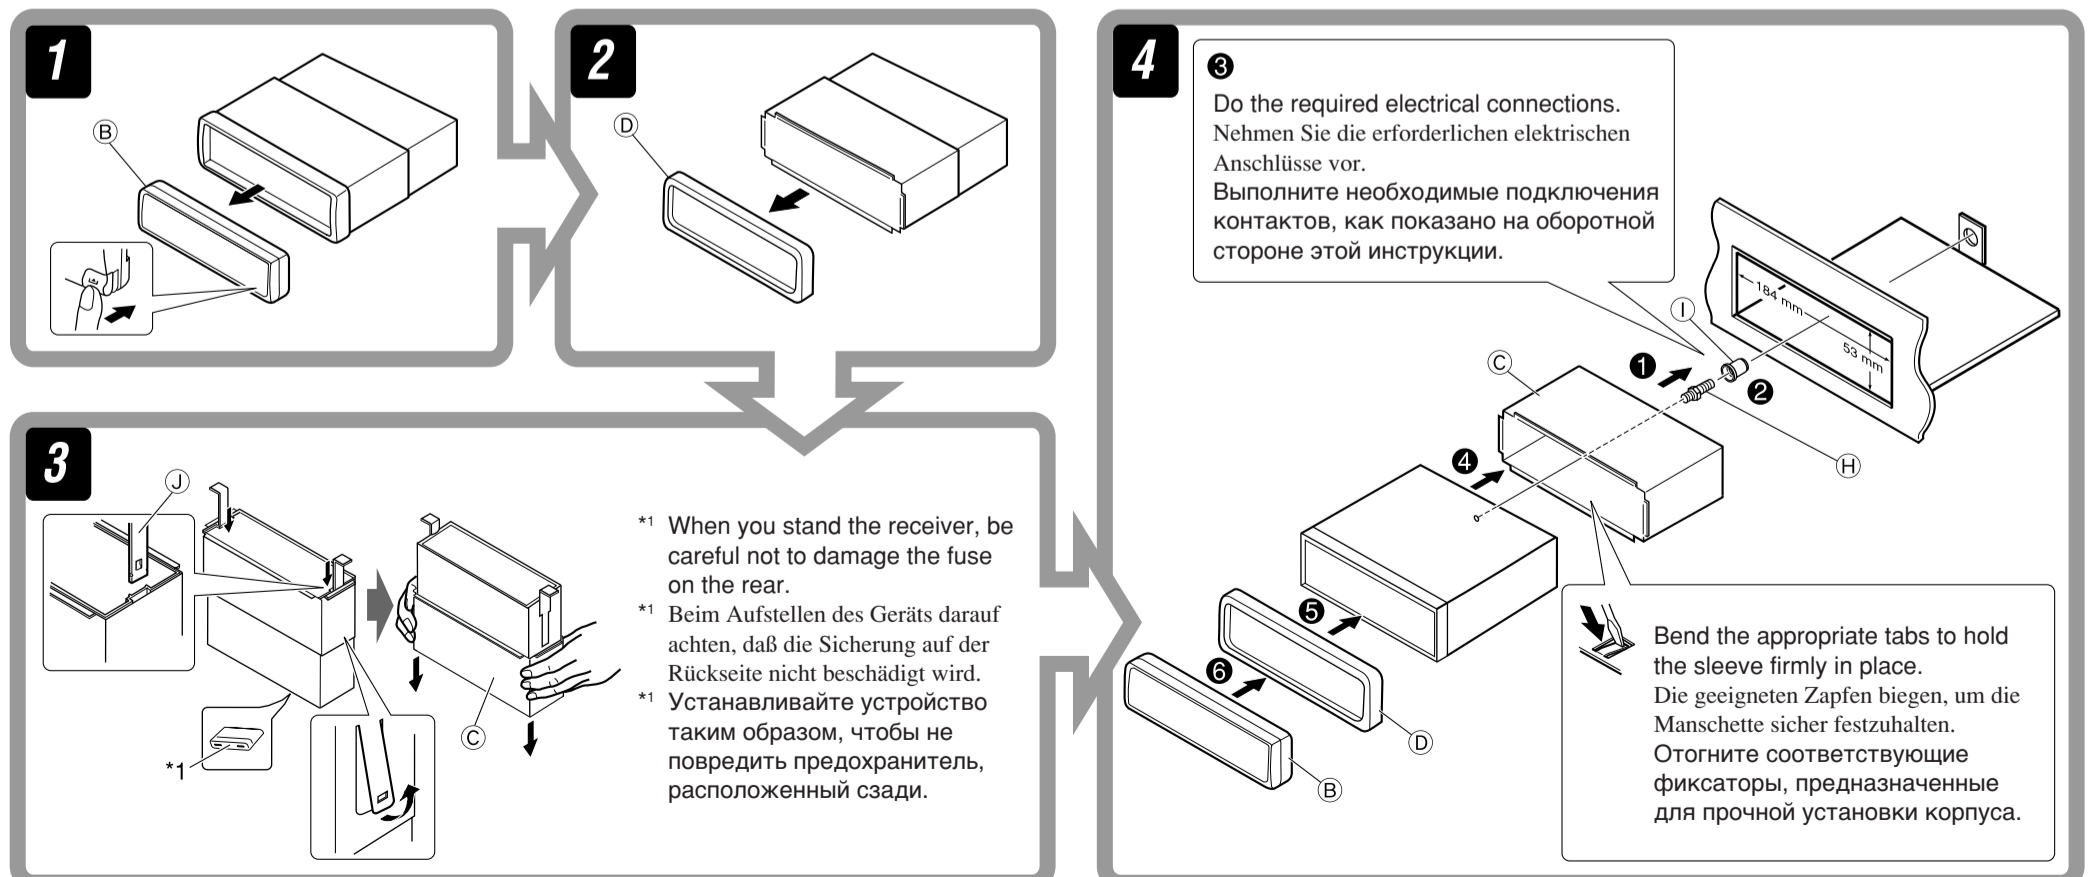 1
B
2
D
3
J
*1
C
*1 When you stand the receiver, be
careful not to damage the fuse
on the rear.
*1 Beim Aufstellen des Geräts darauf
achten, daß die Sicherung auf der
Rückseite nicht beschädigt wird.
*1 Устанавливайте устройство
таким образом, чтобы не
повредить предохранитель,
расположенный сзади.
4
❸
Do the required electrical connections.
Nehmen Sie die erforderlichen elektrischen
Anschlüsse vor.
Выполните необходимые подключения
контактов, как показано на оборотной
стороне этой инструкции.
184 mm
53 mm
I
❶
❷
C
H
❹
❺
❻
D
B
Bend the appropriate tabs to hold
the sleeve firmly in place.
Die geeigneten Zapfen biegen, um die
Manschette sicher festzuhalten.
Отогните соответствующие
фиксаторы, предназначенные
для прочной установки корпуса.